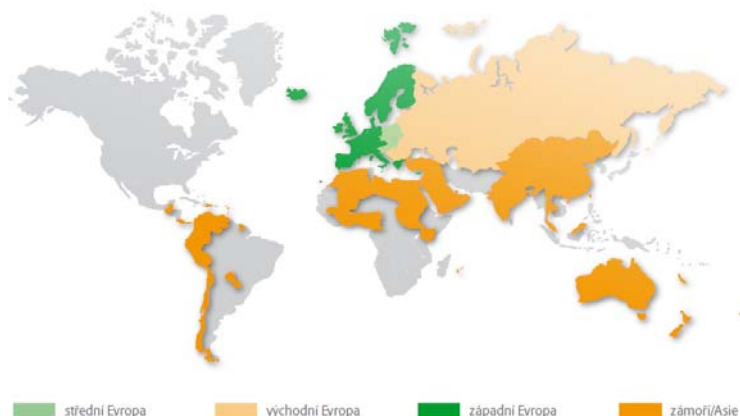 střední Evropa
východní Evropa
západní Evropa
zámoří/Asie